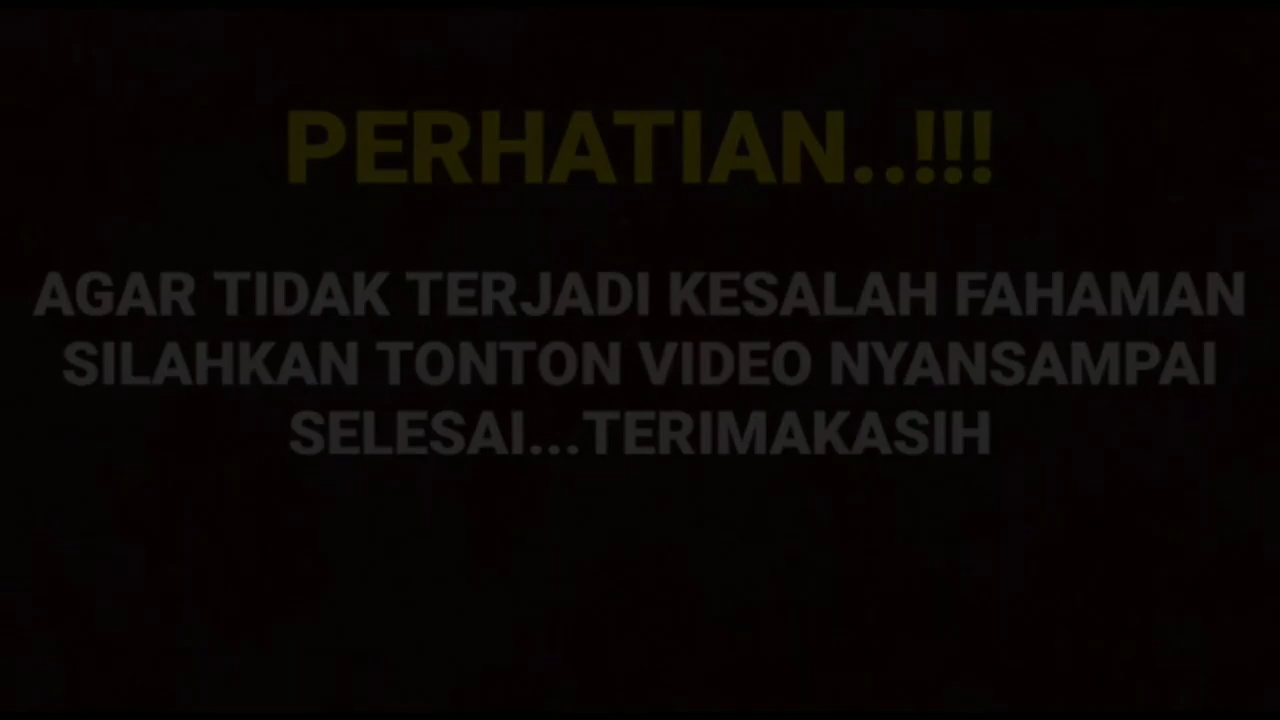 PERHATIAN..!!!
AGAR TIDAK TERJADI KESALAH FAHAMAN
SILAHKAN TONTON VIDEO NYANSAMPAI
SELESAI...TERIMAKASIH